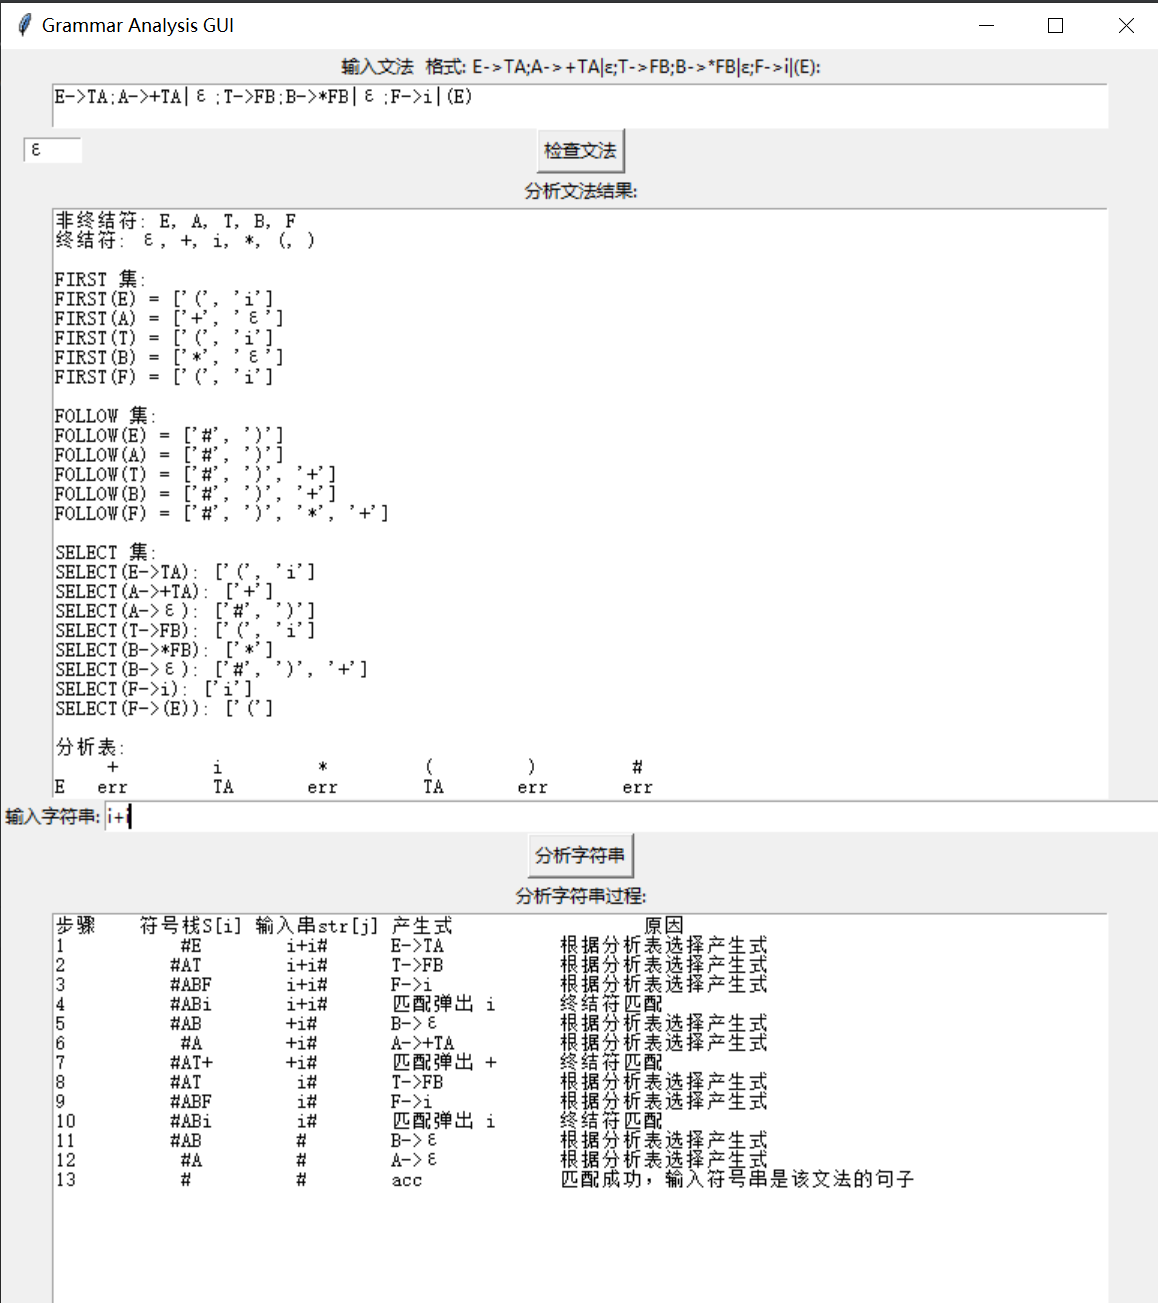 Grammar Analysis GUI
输入文法 格式: E->TA;A->+TA|ε;T->FB;B->*FB|ε;F->i|(E):
E->TA;A->+TA|ε;T->FB;B->*FB|ε;F->i|(E)
ε
检查文法
分析文法结果:
非终结符: E, A, T, B, F
终结符: ε, +, i, *, (, )
FIRST 集:
FIRST(E) = ['(', 'i']
FIRST(A) = ['+', 'ε']
FIRST(T) = ['(', 'i']
FIRST(B) = ['*', 'ε']
FIRST(F) = ['(', 'i']
FOLLOW 集:
FOLLOW(E) = ['#', ')']
FOLLOW(A) = ['#', ')']
FOLLOW(T) = ['#', ')', '+']
FOLLOW(B) = ['#', ')', '+']
FOLLOW(F) = ['#', ')', '*', '+']
SELECT 集:
SELECT(E->TA): ['(', 'i']
SELECT(A->+TA): ['+']
SELECT(A->ε): ['#', ')']
SELECT(T->FB): ['(', 'i']
SELECT(B->*FB): ['*']
SELECT(B->ε): ['#', ')', '+']
SELECT(F->i): ['i']
SELECT(F->(E)): ['(']
分析表:
+ i * ( ) #
E err TA err TA err err
输入字符串: i+i
分析字符串
分析字符串过程:
步骤 符号栈S[i] 输入串str[j] 产生式 原因
1 #E i+i# E->TA 根据分析表选择产生式
2 #AT i+i# T->FB 根据分析表选择产生式
3 #ABF i+i# F->i 根据分析表选择产生式
4 #ABi i+i# 匹配弹出 i 终结符匹配
5 #AB +i# B->ε 根据分析表选择产生式
6 #A +i# A->+TA 根据分析表选择产生式
7 #AT+ +i# 匹配弹出 + 终结符匹配
8 #AT i# T->FB 根据分析表选择产生式
9 #ABF i# F->i 根据分析表选择产生式
10 #ABi i# 匹配弹出 i 终结符匹配
11 #AB # B->ε 根据分析表选择产生式
12 #A # A->ε 根据分析表选择产生式
13 # # acc 匹配成功，输入符号串是该文法的句子